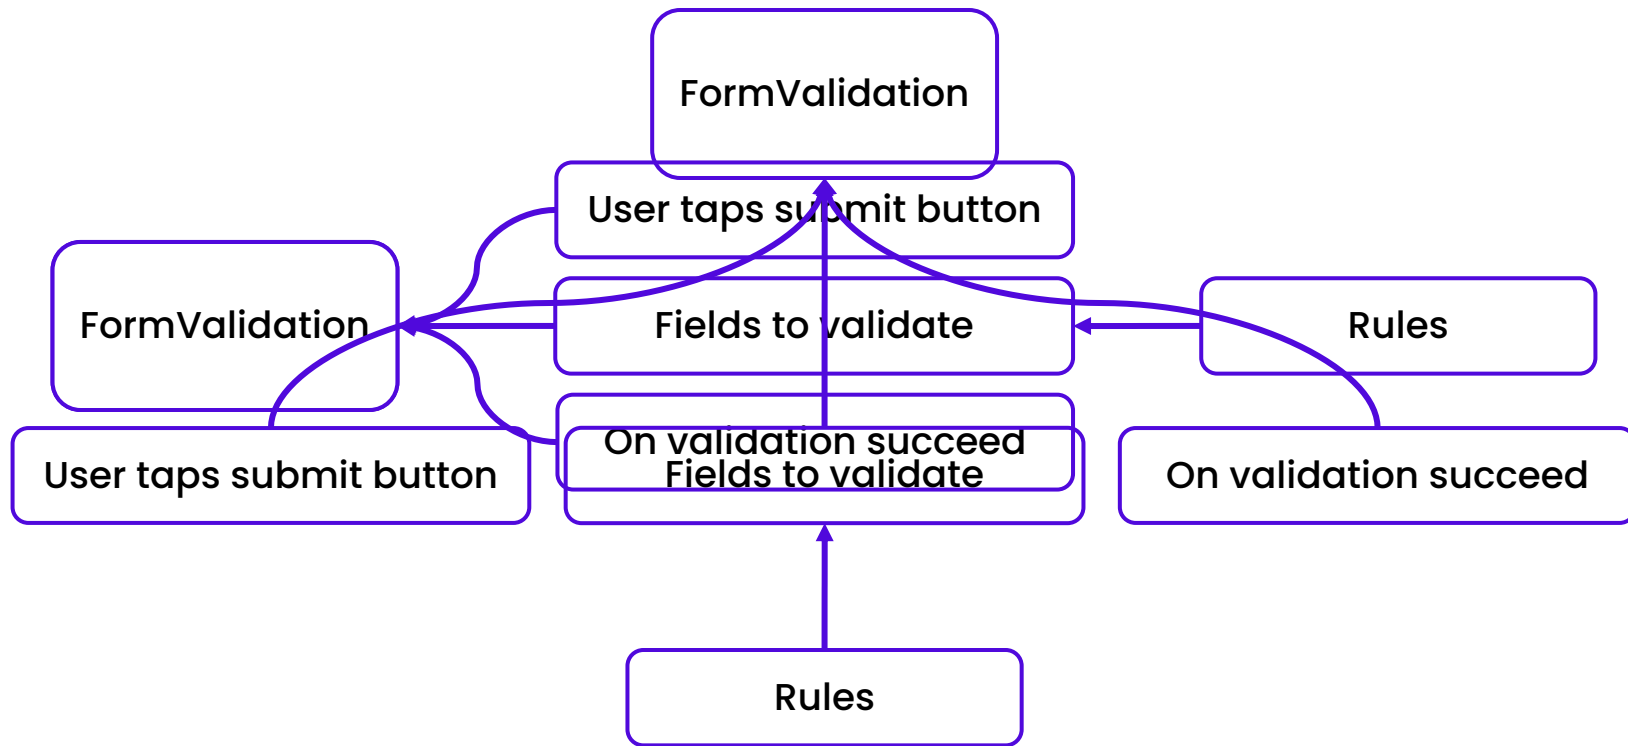 FormValidation
User taps submit button
FormValidation
Fields to validate
Rules
On validation succeed
User taps submit button
Fields to validate
On validation succeed
Rules